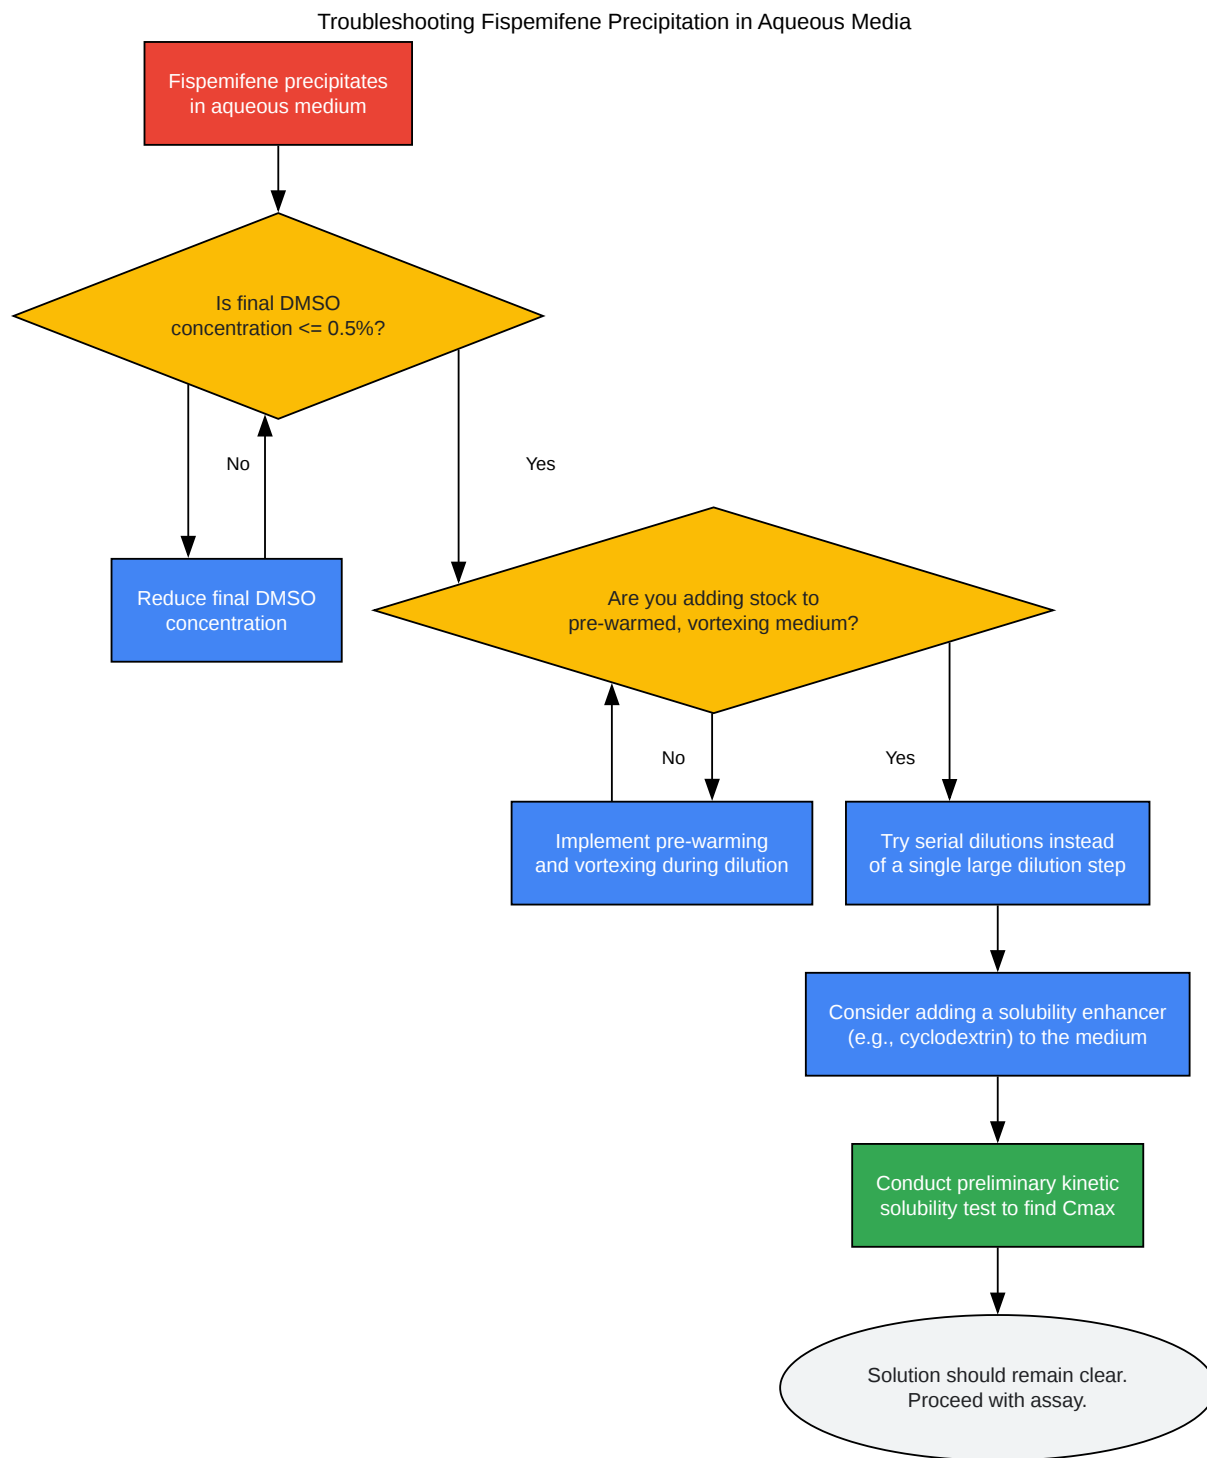 Troubleshooting Fispemifene Precipitation in Aqueous Media
Fispemifene precipitates
in aqueous medium
Is final DMSO
concentration <= 0.5%?
No
Yes
Reduce final DMSO
concentration
Are you adding stock to
pre-warmed, vortexing medium?
No
Yes
Implement pre-warming
and vortexing during dilution
Try serial dilutions instead
of a single large dilution step
Consider adding a solubility enhancer
(e.g., cyclodextrin) to the medium
Conduct preliminary kinetic
solubility test to find Cmax
Solution should remain clear.
Proceed with assay.